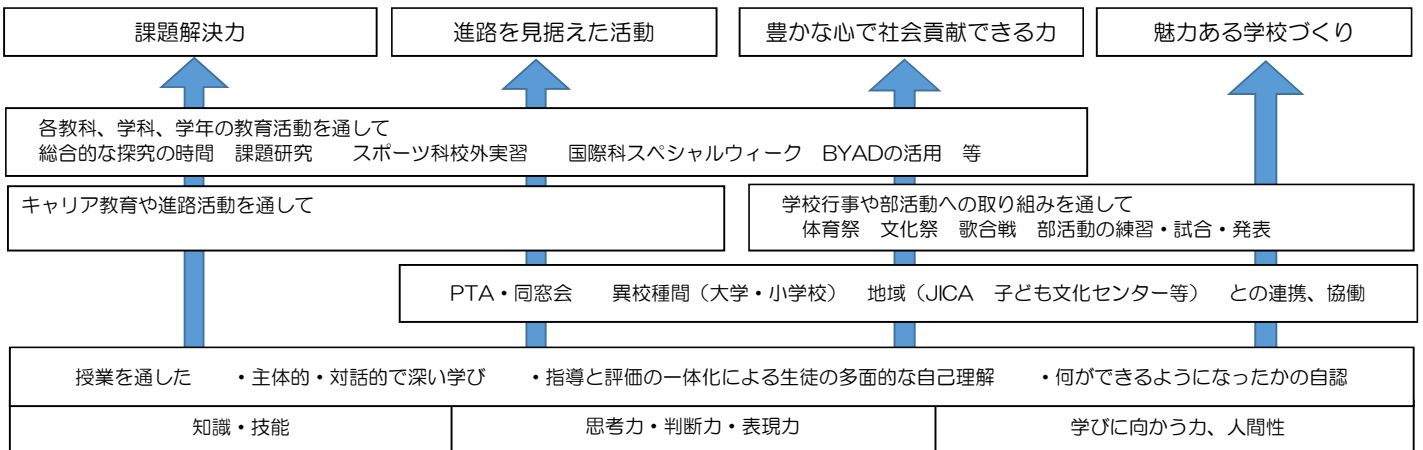 課題解決力
進路を見据えた活動
豊かな心で社会貢献できる力
魅力ある学校づくり
各教科、学科、学年の教育活動を通して
総合的な探究の時間　課題研究　　スポーツ科校外実習　　国際科スペシャルウィーク　BYADの活用　等
キャリア教育や進路活動を通して
学校行事や部活動への取り組みを通して
体育祭　文化祭　歌合戦　部活動の練習・試合・発表
PTA・同窓会　　異校種間（大学・小学校）　地域（JICA　子ども文化センター等）　との連携、協働
授業を通した　　・主体的・対話的で深い学び　　・指導と評価の一体化による生徒の多面的な自己理解　　・何ができるようになったかの自認
知識・技能
思考力・判断力・表現力
学びに向かう力、人間性